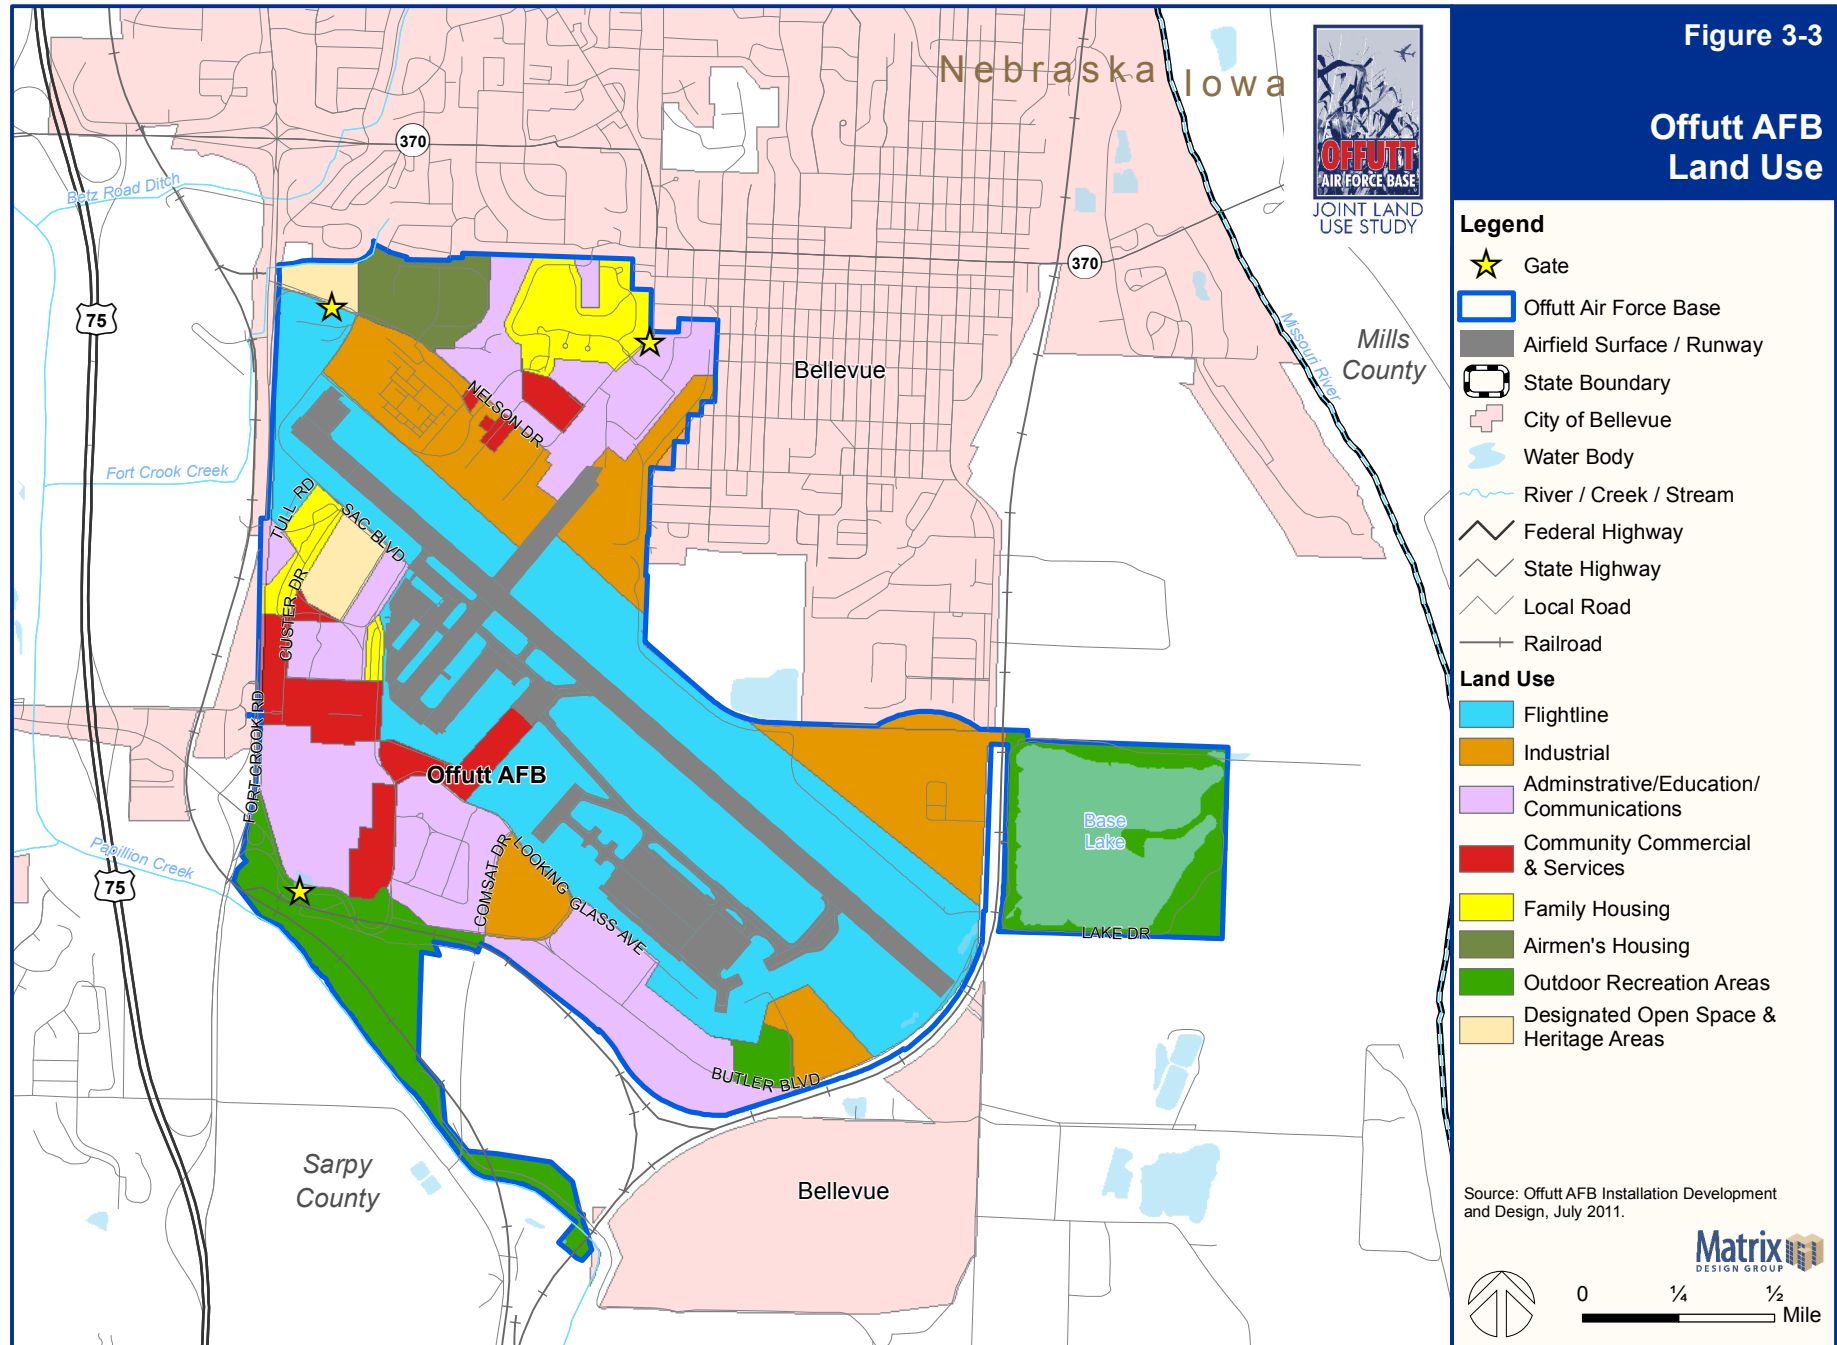 Figure 3-3
Offutt AFB
Land Use
Legend
Gate
Offutt Air Force Base
Airfield Surface / Runway
State Boundary
City of Bellevue
Water Body
River / Creek / Stream
Federal Highway
State Highway
Local Road
Railroad
Land Use
Flightline
Industrial
Adminstrative/Education/
Communications
Community Commercial
& Services
Family Housing
Airmen's Housing
Outdoor Recreation Areas
Designated Open Space &
Heritage Areas
Source: Offutt AFB Installation Development
and Design, July 2011.
Matrix
DESIGN GROUP
0 ¼ ½
Mile
Nebraska
Iowa
OFFUTT
AIR FORCE BASE
JOINT LAND
USE STUDY
370
Betz Road Ditch
370
75
Missouri River
Mills
County
Bellevue
NELSON DR
Fort Crook Creek
TULL RD
SAC BLVD
CUSTER DR
FORT CROOK RD
Offutt AFB
Base
Lake
Papillion Creek
75
COMSAT DR
LOOKING GLASS AVE
LAKE DR
BUTLER BLVD
Sarpy
County
Bellevue